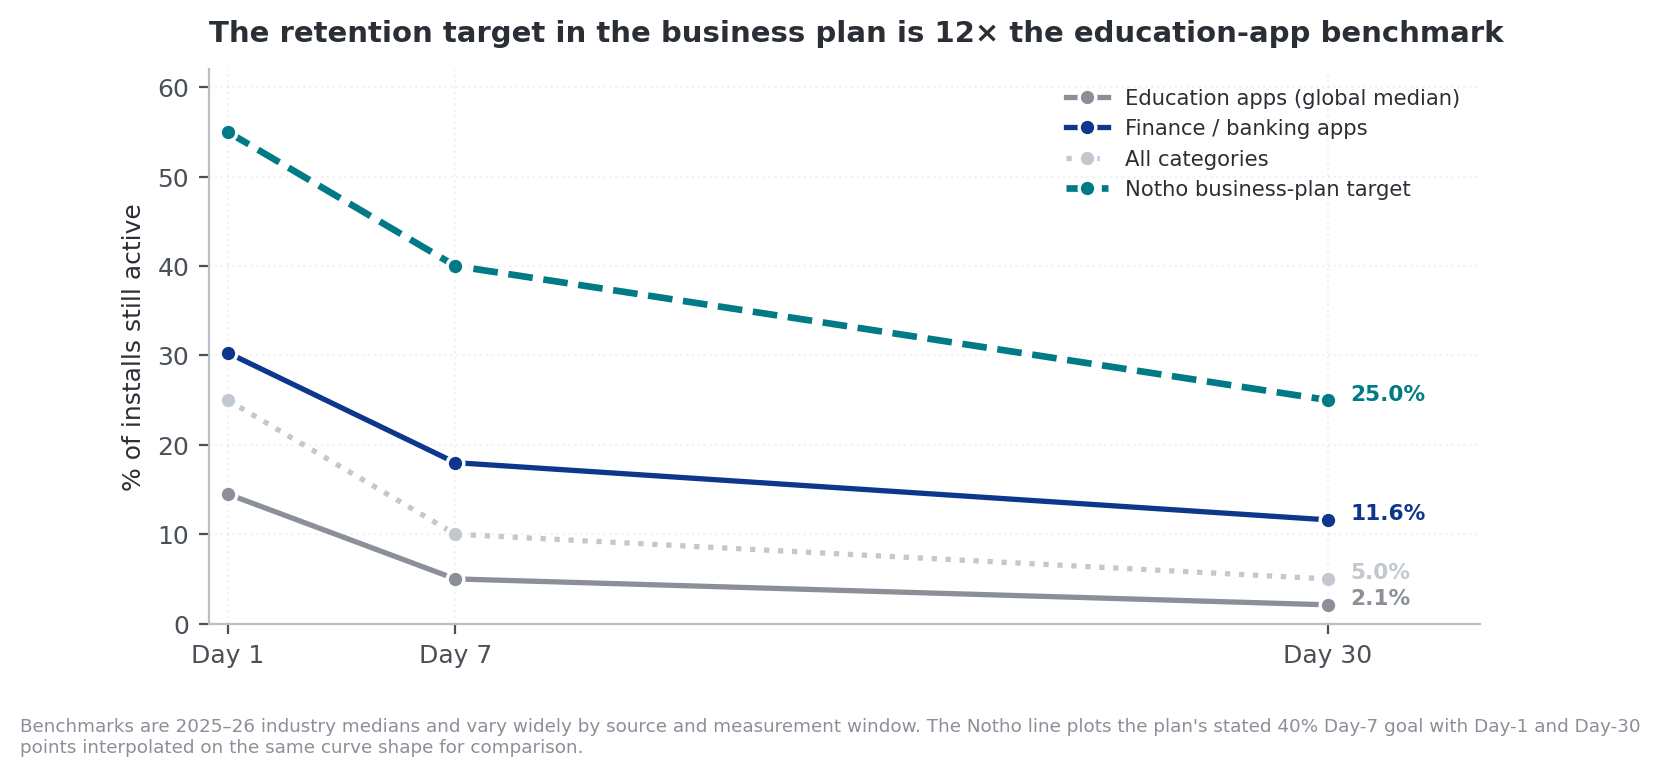 The retention target in the business plan is 12× the education-app benchmark
Education apps (global median)
Finance / banking apps
All categories
Notho business-plan target
% of installs still active
60
50
40
30
20
10
0
25.0%
11.6%
5.0%
2.1%
Day 1
Day 7
Day 30
Benchmarks are 2025–26 industry medians and vary widely by source and measurement window. The Notho line plots the plan's stated 40% Day-7 goal with Day-1 and Day-30
points interpolated on the same curve shape for comparison.